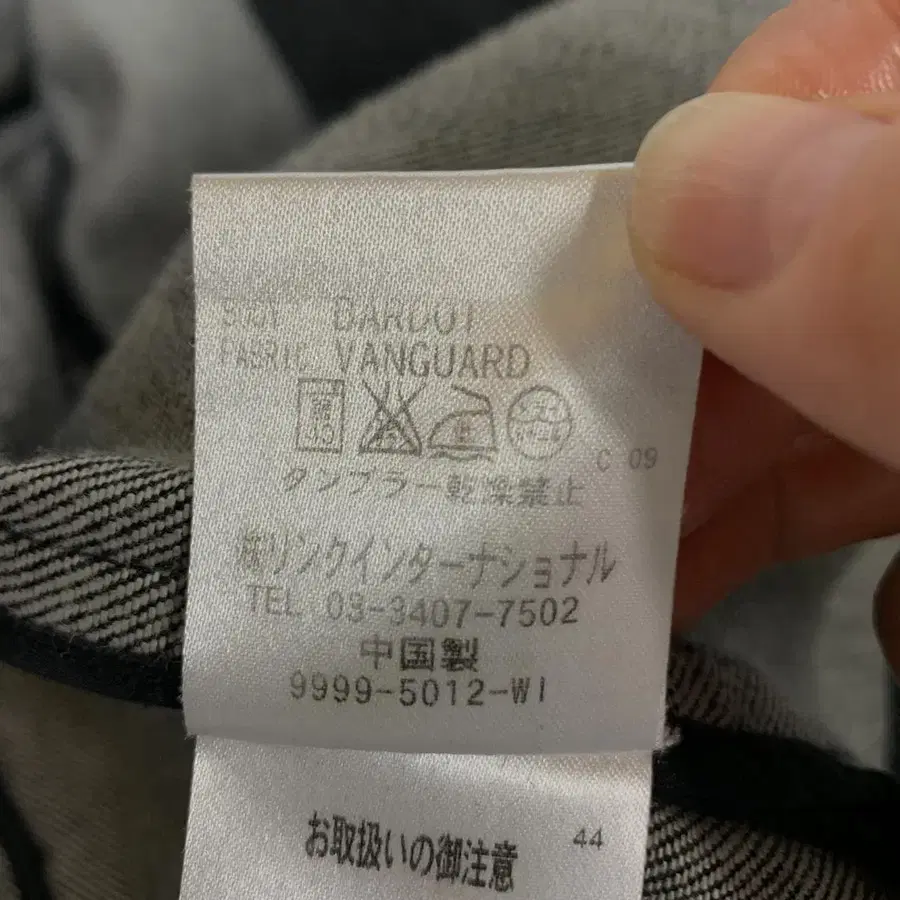 BODY BARDOT
FABRIC VANGUARD
C 09
タンブラー乾燥禁止
㈱リンクインターナショナル
TEL 03-3407-7502
中国製
9999-5012-WI
お取扱いの御注意
44